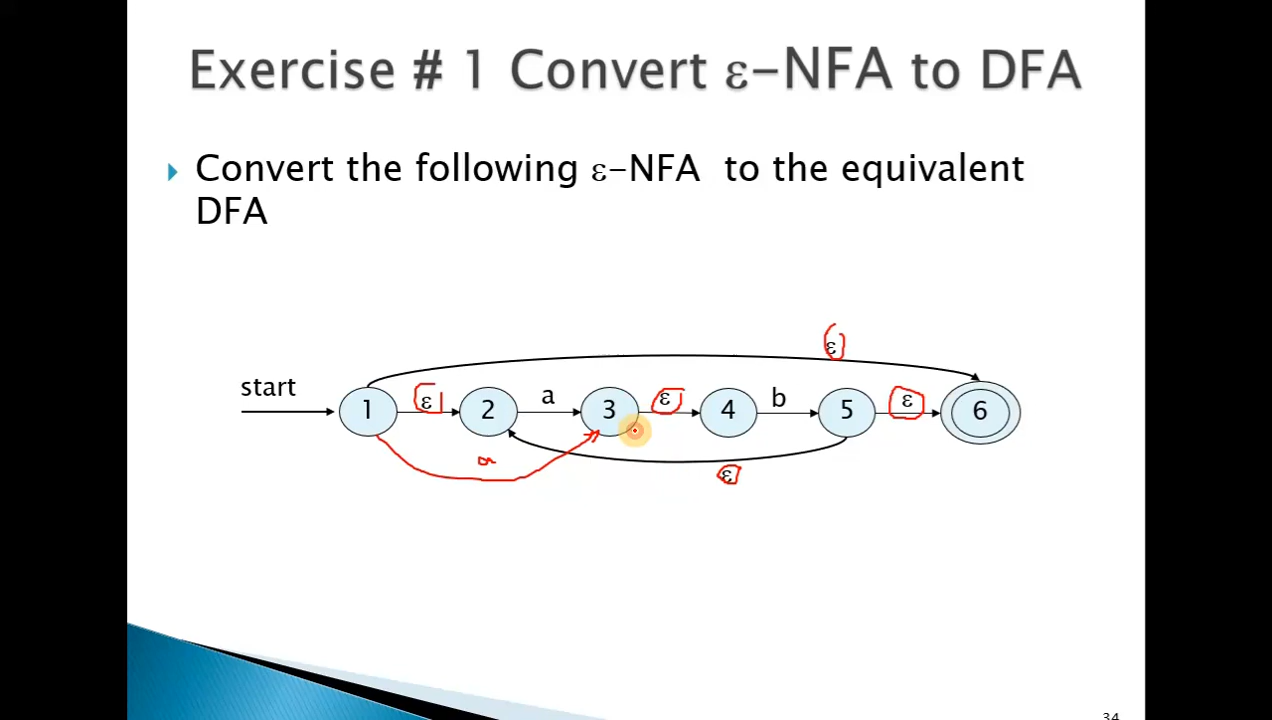 Exercise # 1 Convert ε-NFA to DFA
Convert the following ε-NFA to the equivalent
DFA
ε
start
1 ε 2 a 3 ε 4 b 5 ε 6
a
ε
34